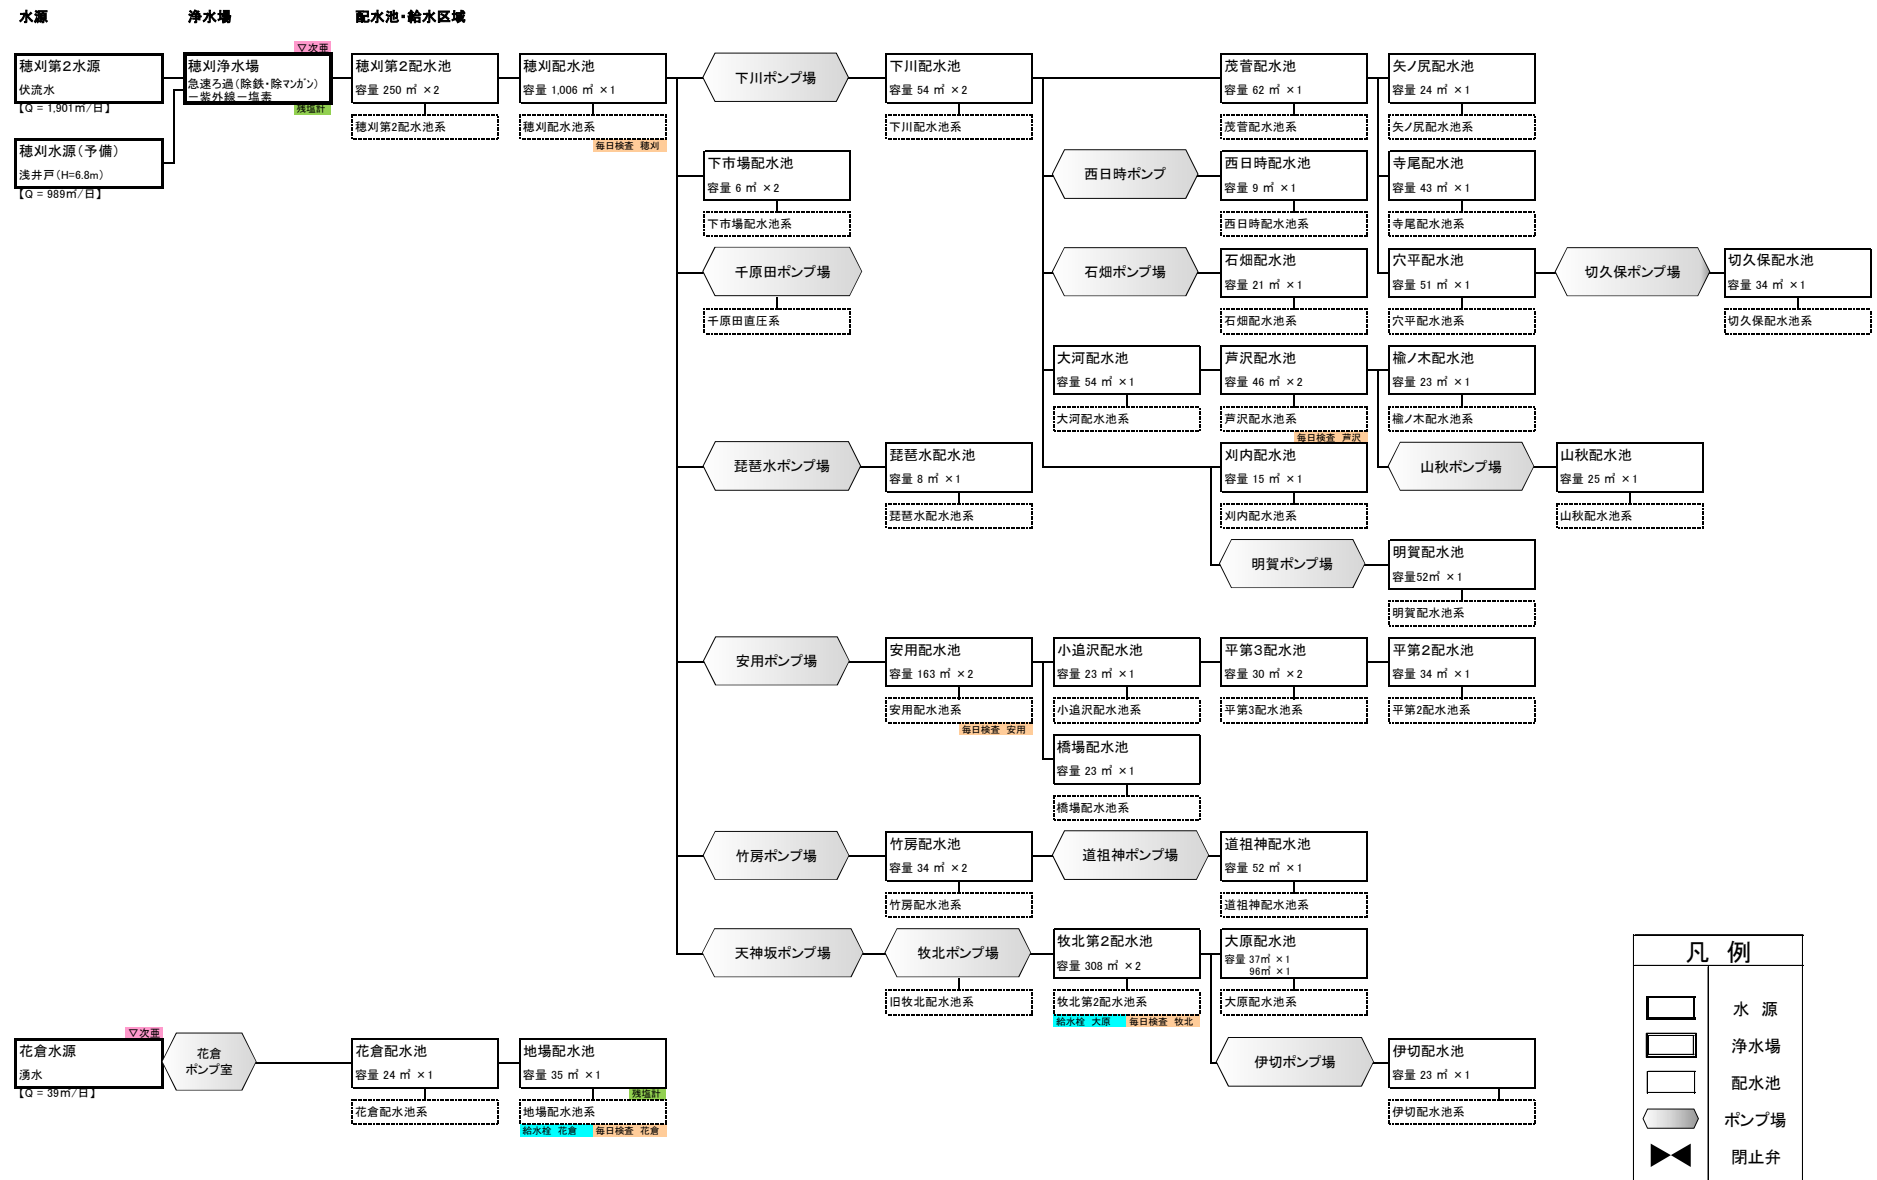 水源
浄水場
配水池・給水区域
▽次亜
穂刈第2水源
伏流水
【Q = 1,901㎥/日】
穂刈浄水場
急速ろ過(除鉄・除マンガン)
－紫外線－塩素
残塩計
穂刈第2配水池
容量 250 ㎥ ×2
穂刈第2配水池系
穂刈配水池
容量 1,006 ㎥ ×1
穂刈配水池系
毎日検査 穂刈
下川ポンプ場
下川配水池
容量 54 ㎥ ×2
下川配水池系
茂菅配水池
容量 62 ㎥ ×1
茂菅配水池系
矢ノ尻配水池
容量 24 ㎥ ×1
矢ノ尻配水池系
穂刈水源(予備)
浅井戸(H=6.8m)
【Q = 989㎥/日】
下市場配水池
容量 6 ㎥ ×2
下市場配水池系
西日時ポンプ
西日時配水池
容量 9 ㎥ ×1
西日時配水池系
寺尾配水池
容量 43 ㎥ ×1
寺尾配水池系
千原田ポンプ場
千原田直圧系
石畑ポンプ場
石畑配水池
容量 21 ㎥ ×1
石畑配水池系
穴平配水池
容量 51 ㎥ ×1
穴平配水池系
切久保ポンプ場
切久保配水池
容量 34 ㎥ ×1
切久保配水池系
大河配水池
容量 54 ㎥ ×1
大河配水池系
芦沢配水池
容量 46 ㎥ ×2
芦沢配水池系
毎日検査 芦沢
楡ノ木配水池
容量 23 ㎥ ×1
楡ノ木配水池系
琵琶水ポンプ場
琵琶水配水池
容量 8 ㎥ ×1
琵琶水配水池系
刈内配水池
容量 15 ㎥ ×1
刈内配水池系
山秋ポンプ場
山秋配水池
容量 25 ㎥ ×1
山秋配水池系
明賀ポンプ場
明賀配水池
容量52㎥ ×1
明賀配水池系
安用ポンプ場
安用配水池
容量 163 ㎥ ×2
安用配水池系
毎日検査 安用
小追沢配水池
容量 23 ㎥ ×1
小追沢配水池系
平第3配水池
容量 30 ㎥ ×2
平第3配水池系
平第2配水池
容量 34 ㎥ ×1
平第2配水池系
橋場配水池
容量 23 ㎥ ×1
橋場配水池系
竹房ポンプ場
竹房配水池
容量 34 ㎥ ×2
竹房配水池系
道祖神ポンプ場
道祖神配水池
容量 52 ㎥ ×1
道祖神配水池系
天神坂ポンプ場
牧北ポンプ場
旧牧北配水池系
牧北第2配水池
容量 308 ㎥ ×2
牧北第2配水池系
給水栓 大原
毎日検査 牧北
大原配水池
容量 37㎥ ×1
96㎥ ×1
大原配水池系
▽次亜
花倉水源
湧水
【Q = 39㎥/日】
花倉
ポンプ室
花倉配水池
容量 24 ㎥ ×1
花倉配水池系
地場配水池
容量 35 ㎥ ×1
残塩計
地場配水池系
給水栓 花倉
毎日検査 花倉
伊切ポンプ場
伊切配水池
容量 23 ㎥ ×1
伊切配水池系
凡 例
水 源
浄水場
配水池
ポンプ場
閉止弁